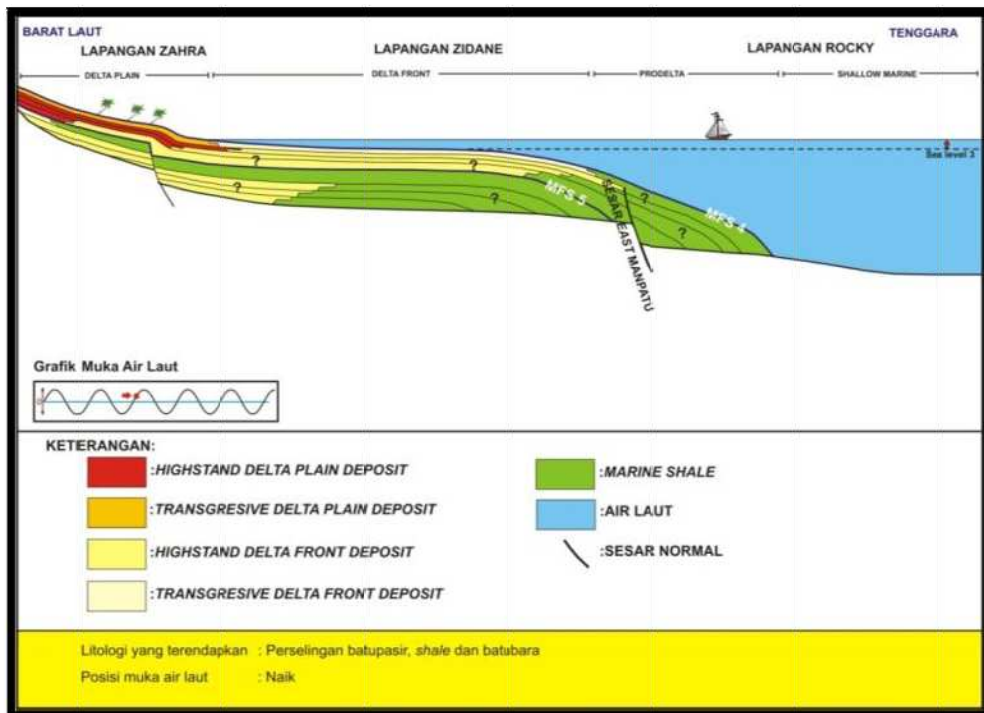 BARAT LAUT
TENGGARA
LAPANGAN ZAHRA
LAPANGAN ZIDANE
LAPANGAN ROCKY
DELTA PLAIN
DELTA FRONT
PRODELTA
SHALLOW MARINE
Sea level 3
?
?
?
?
?
?
MFS-5
MFS-4
SESAR EAST MANPATU
Grafik Muka Air Laut
0
KETERANGAN:
:HIGHSTAND DELTA PLAIN DEPOSIT
:TRANSGRESIVE DELTA PLAIN DEPOSIT
:HIGHSTAND DELTA FRONT DEPOSIT
:TRANSGRESIVE DELTA FRONT DEPOSIT
:MARINE SHALE
:AIR LAUT
:SESAR NORMAL
Litologi yang terendapkan : Perselingan batupasir, shale dan batubara
Posisi muka air laut : Naik